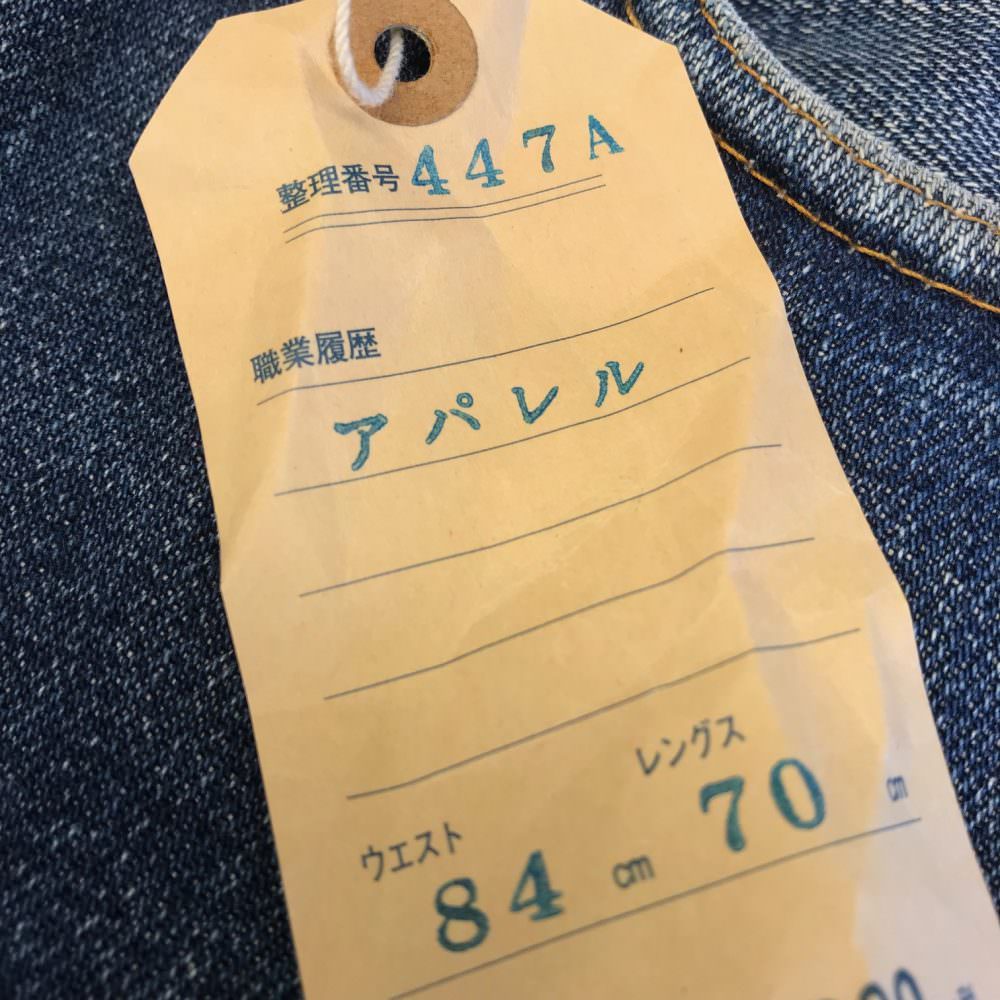 整理番号 447A
職業履歴
アパレル
ウエスト 84 cm レングス 70 cm